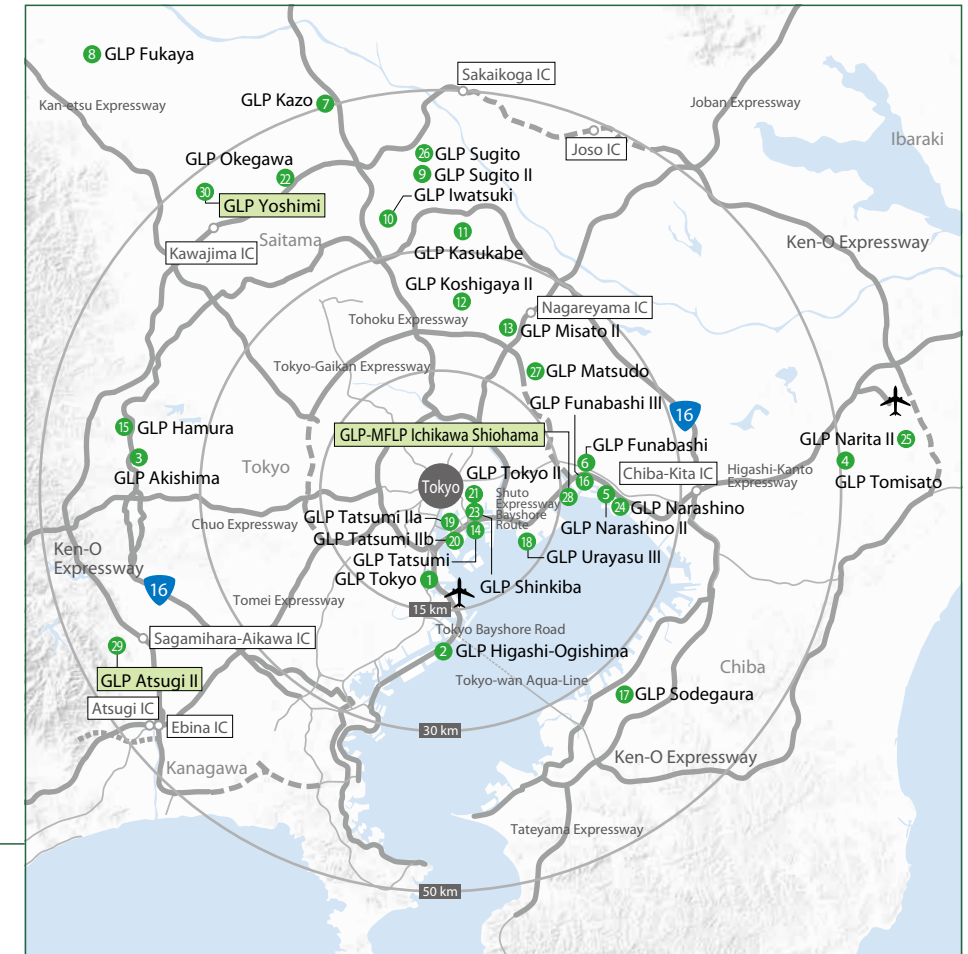 8 GLP Fukaya
Sakaikoga IC
Kan-etsu Expressway
GLP Kazo 7
Joban Expressway
Ibaraki
Joso IC
26 GLP Sugito
GLP Okegawa
22
9 GLP Sugito II
30
GLP Yoshimi
GLP Iwatsuki
10
11
GLP Kasukabe
Saitama
Kawajima IC
Ken-O Expressway
GLP Koshigaya II
12
Nagareyama IC
Tohoku Expressway
13 GLP Misato II
Tokyo-Gaikan Expressway
27 GLP Matsudo
GLP Funabashi III
16
15 GLP Hamura
GLP-MFLP Ichikawa Shiohama
GLP Funabashi
6
GLP Narita II 25
3
GLP Akishima
Tokyo
Tokyo
GLP Tokyo II
21
Chiba-Kita IC
Higashi-Kanto
Expressway
4
GLP Tomisato
16
28
5
24 GLP Narashino
GLP Narashino II
Shuto
Expressway
Bayshore
Route
23
Chuo Expressway
GLP Tatsumi IIa 19
GLP Tatsumi IIb 20
14
GLP Tatsumi
18
GLP Urayasu III
Ken-O
Expressway
GLP Tokyo 1
GLP Shinkiba
16
Tomei Expressway
15 km
Tokyo Bayshore Road
29
Sagamihara-Aikawa IC
2 GLP Higashi-Ogishima
Chiba
GLP Atsugi II
Tokyo-wan Aqua-Line
17 GLP Sodegaura
Atsugi IC
Ebina IC
30 km
Kanagawa
Ken-O Expressway
Tateyama Expressway
50 km